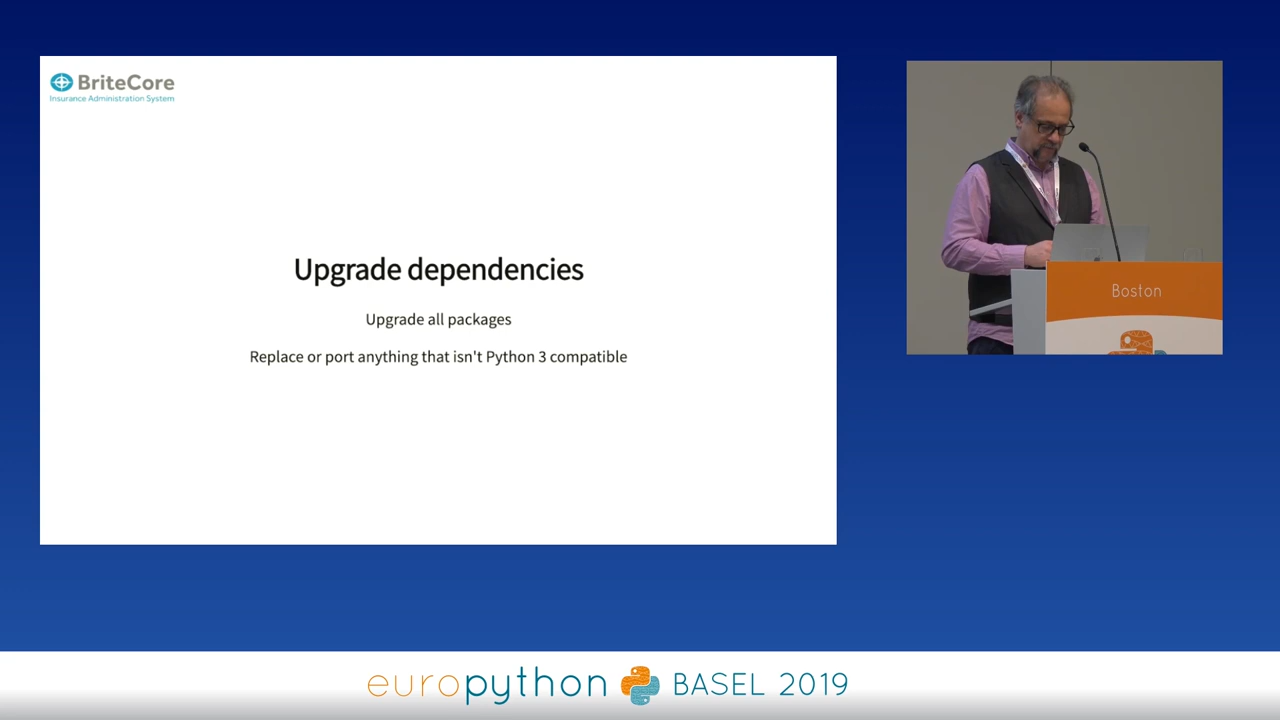 BriteCore
Insurance Administration System
Upgrade dependencies
Upgrade all packages
Replace or port anything that isn't Python 3 compatible
Boston
europython BASEL 2019